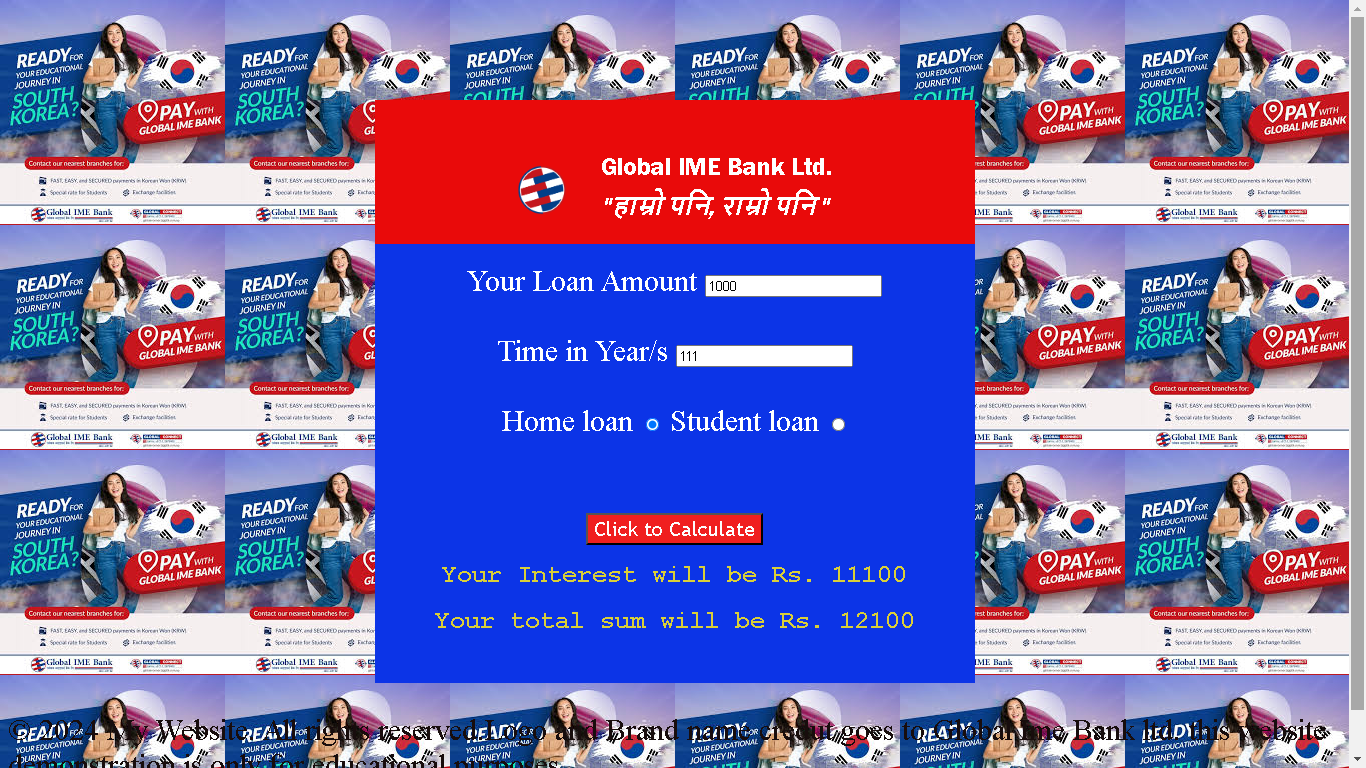 READY FOR
YOUR EDUCATIONAL
JOURNEY IN
SOUTH
KOREA?
PAY WITH
GLOBAL IME BANK
Contact our nearest branches for:
FAST, EASY, and SECURED payments in Korean Won (KRW)
Special rate for Students
Exchange facilities
Global IME Bank
Global IME Bank Ltd.
"हाम्रो पनि, राम्रो पनि"
Your Loan Amount 1000
Time in Year/s 111
Home loan Student loan
Click to Calculate
Your Interest will be Rs. 11100
Your total sum will be Rs. 12100
© 2024 My Website. All rights reserved.Logo and Brand name credut goes to Global Ime Bank ltd. this website
demonstration is only for educational purposes